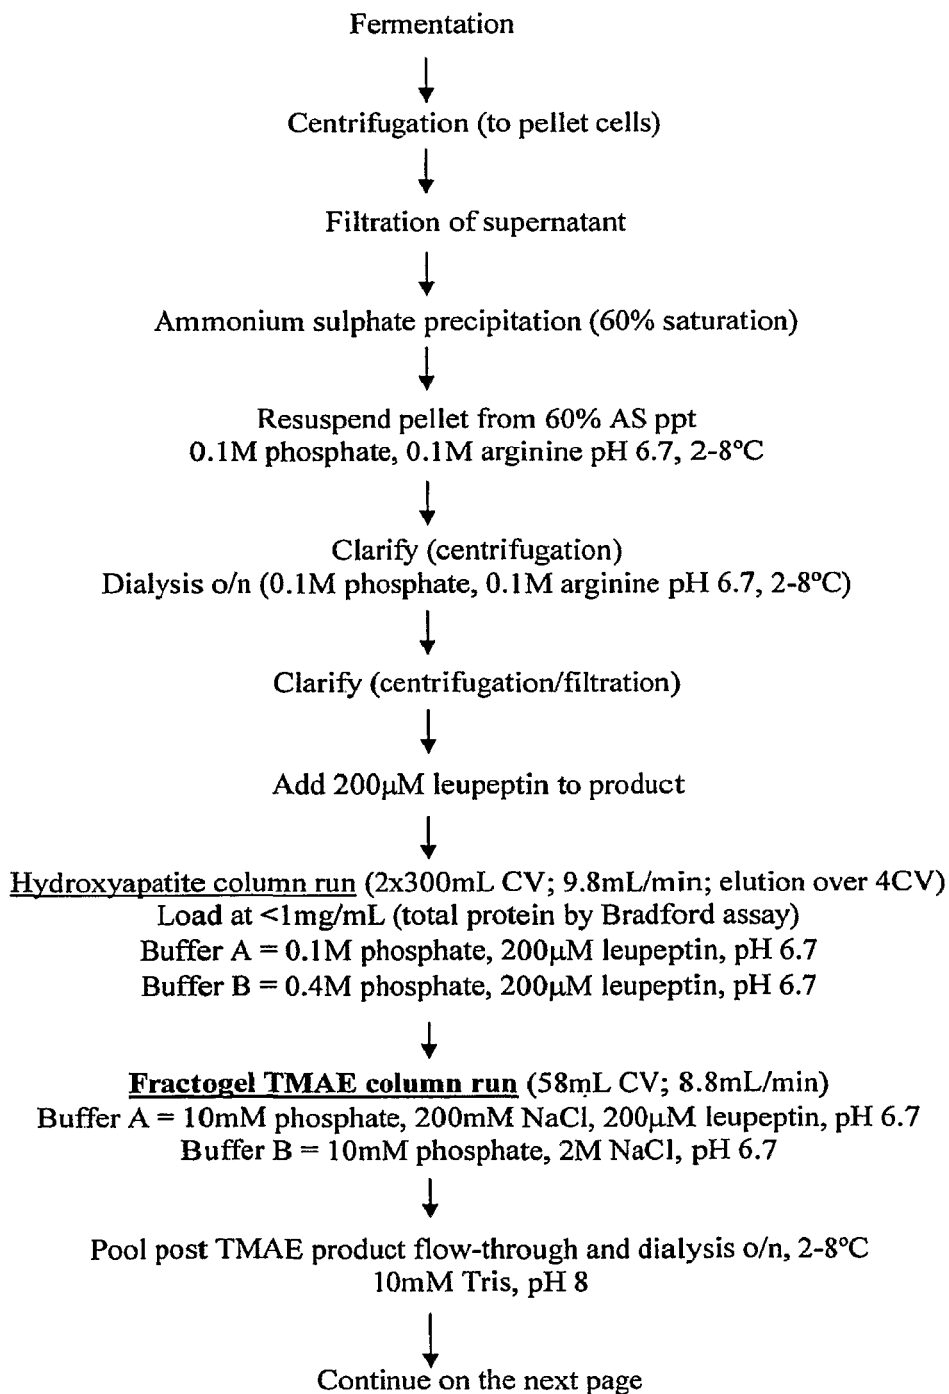 Fermentation
Centrifugation (to pellet cells)
Filtration of supernatant
Ammonium sulphate precipitation (60% saturation)
Resuspend pellet from 60% AS ppt
0.1M phosphate, 0.1M arginine pH 6.7, 2-8ºC
Clarify (centrifugation)
Dialysis o/n (0.1M phosphate, 0.1M arginine pH 6.7, 2-8ºC)
Clarify (centrifugation/filtration)
Add 200µM leupeptin to product
Hydroxyapatite column run (2x300mL CV; 9.8mL/min; elution over 4CV)
Load at <1mg/mL (total protein by Bradford assay)
Buffer A = 0.1M phosphate, 200µM leupeptin, pH 6.7
Buffer B = 0.4M phosphate, 200µM leupeptin, pH 6.7
Fractogel TMAE column run (58mL CV; 8.8mL/min)
Buffer A = 10mM phosphate, 200mM NaCl, 200µM leupeptin, pH 6.7
Buffer B = 10mM phosphate, 2M NaCl, pH 6.7
Pool post TMAE product flow-through and dialysis o/n, 2-8ºC
10mM Tris, pH 8
Continue on the next page